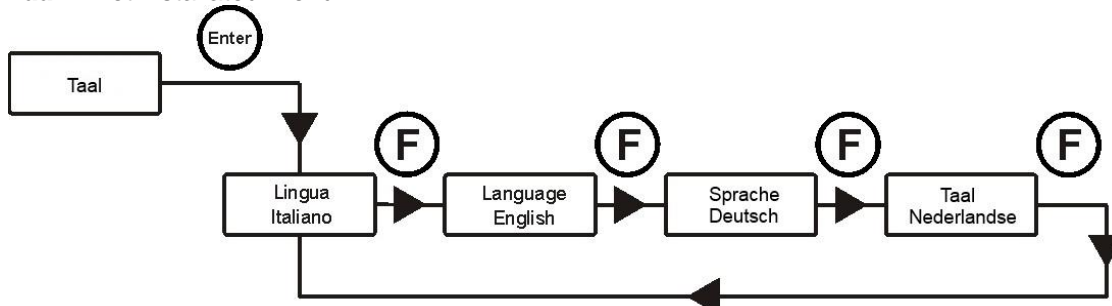 Enter
Taal
F
F
F
F
Lingua
Italiano
Language
English
Sprache
Deutsch
Taal
Nederlandse